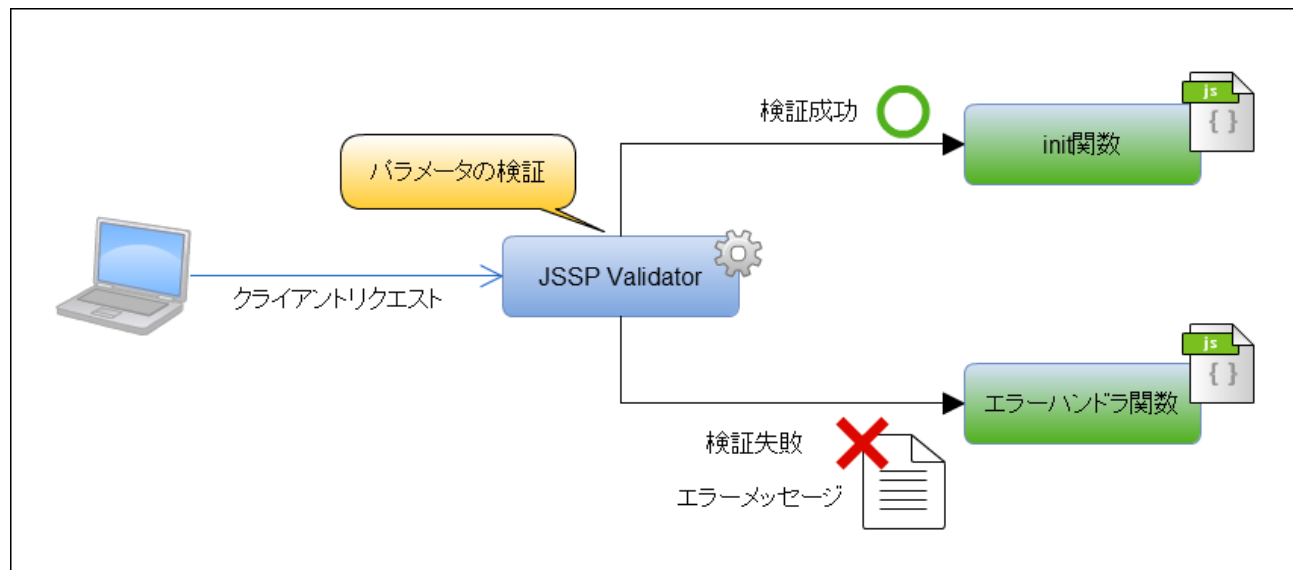 検証成功
js
{ }
init関数
パラメータの検証
JSSP Validator
クライアントリクエスト
js
{ }
エラーハンドラ関数
検証失敗
エラーメッセージ